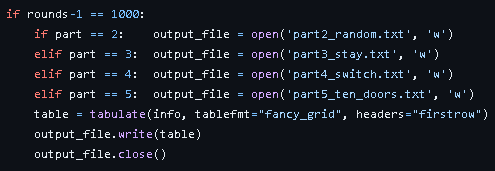 if rounds-1 == 1000:
    if part == 2:    output_file = open('part2_random.txt', 'w')
    elif part == 3:  output_file = open('part3_stay.txt', 'w')
    elif part == 4:  output_file = open('part4_switch.txt', 'w')
    elif part == 5:  output_file = open('part5_ten_doors.txt', 'w')
    table = tabulate(info, tablefmt="fancy_grid", headers="firstrow")
    output_file.write(table)
    output_file.close()